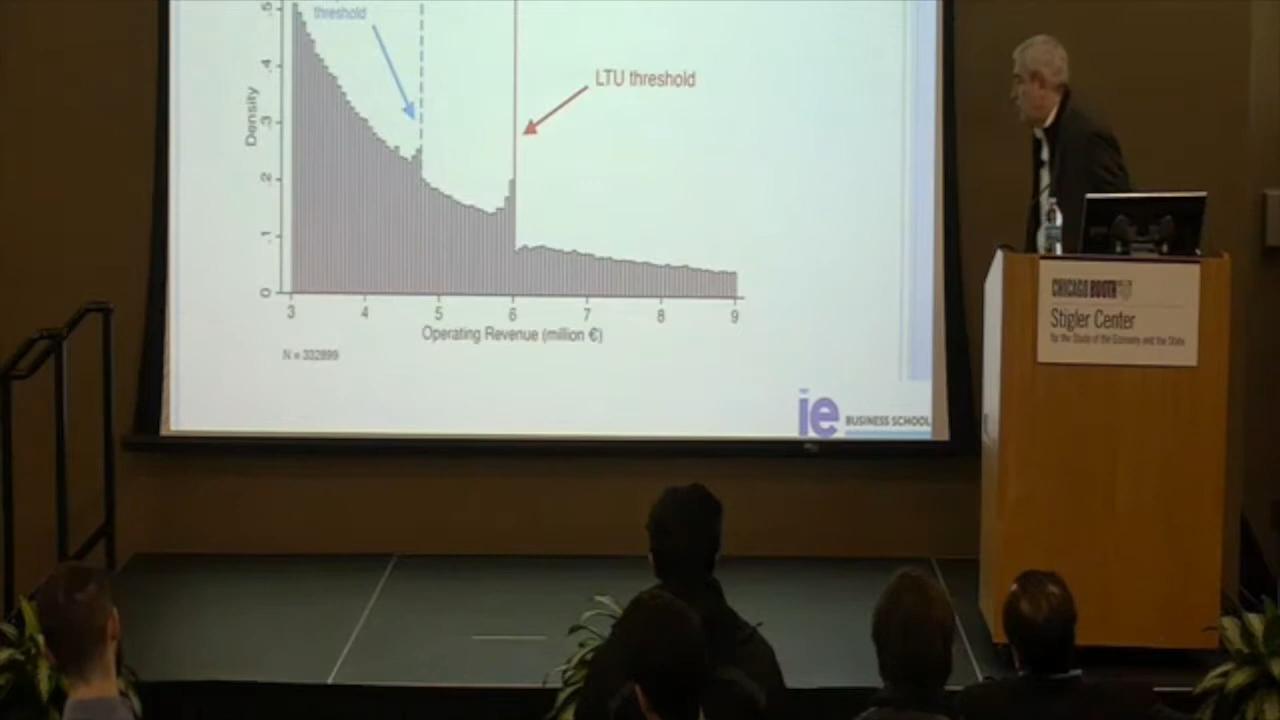 threshold
LTU threshold
Density
.5
.4
.3
.2
.1
0
3 4 5 6 7 8 9
Operating Revenue (million €)
N = 332899
ie BUSINESS SCHOOL
CHICAGO BOOTH
Stigler Center
for the Study of the Economy and the State